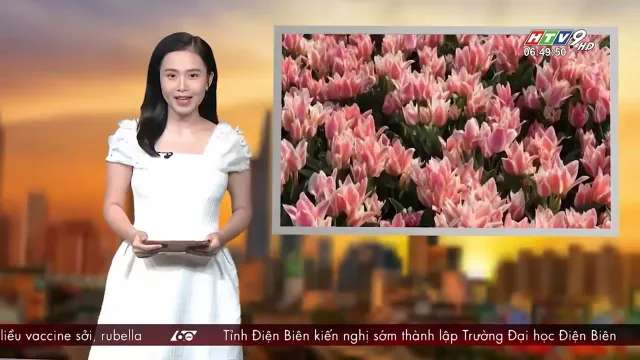 HTV9 HD
06:49:50
liều vaccine sởi, rubella 60 Tỉnh Điện Biên kiến nghị sớm thành lập Trường Đại học Điện Biên